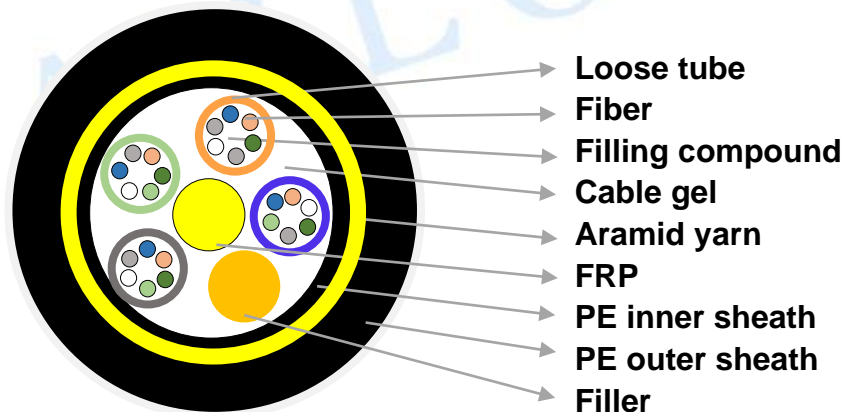 Loose tube
Fiber
Filling compound
Cable gel
Aramid yarn
FRP
PE inner sheath
PE outer sheath
Filler